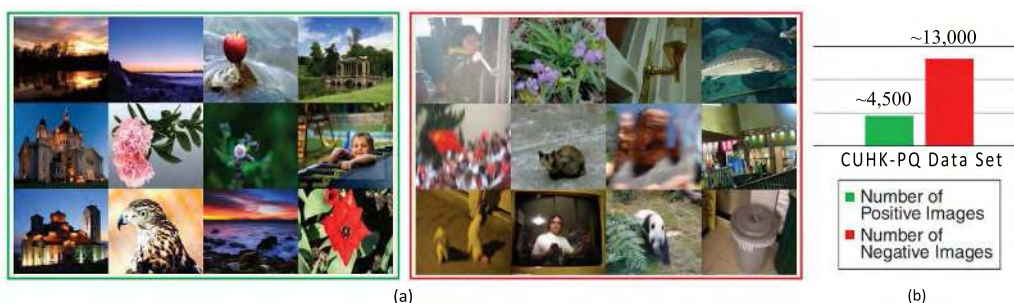 ~13,000
~4,500
CUHK-PQ Data Set
Number of
Positive Images
Number of
Negative Images
(a)
(b)